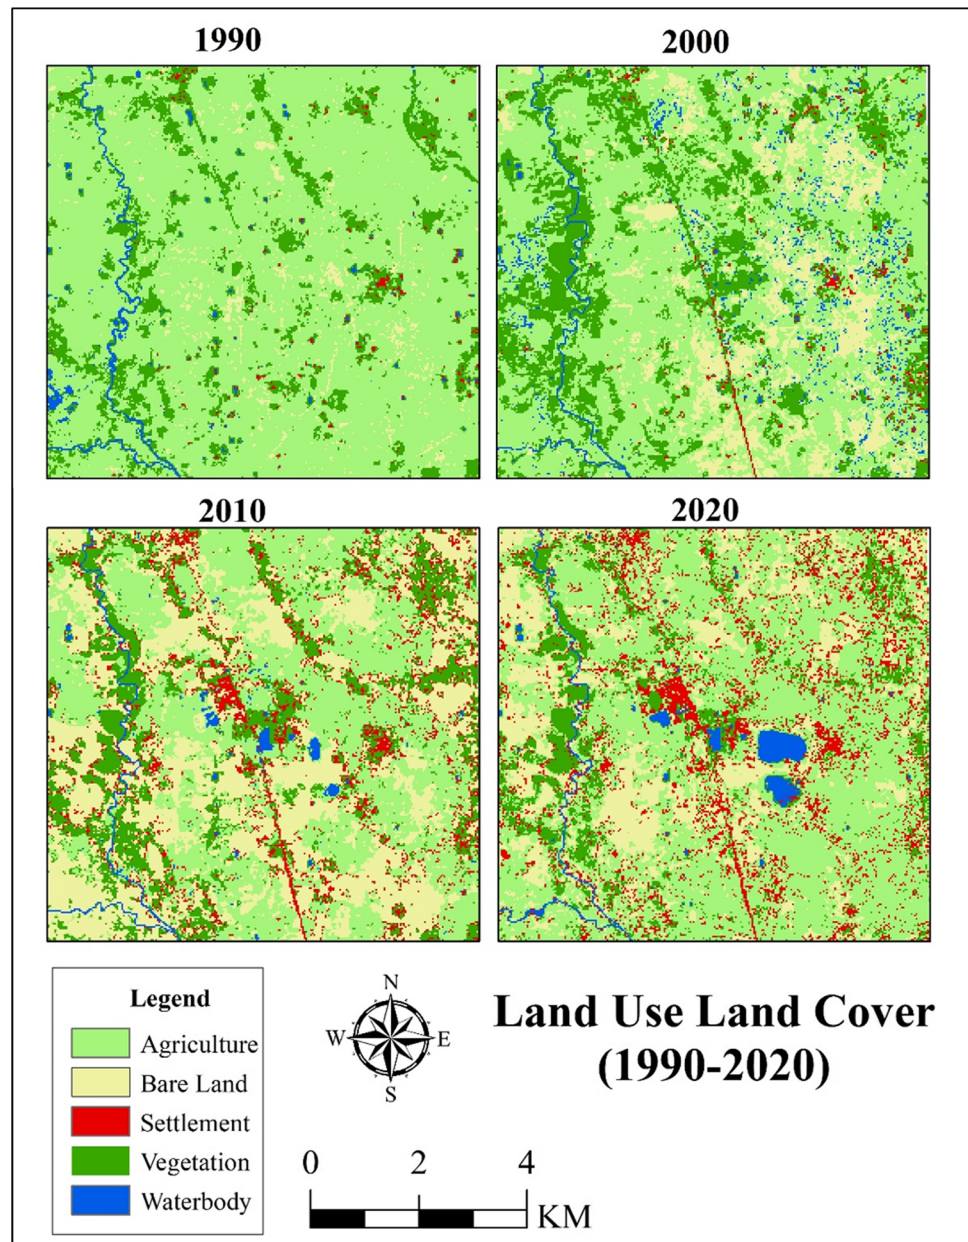 1990
2000
2010
2020
Legend
Agriculture
Bare Land
Settlement
Vegetation
Waterbody
N
W E
S
Land Use Land Cover
(1990-2020)
0 2 4
KM